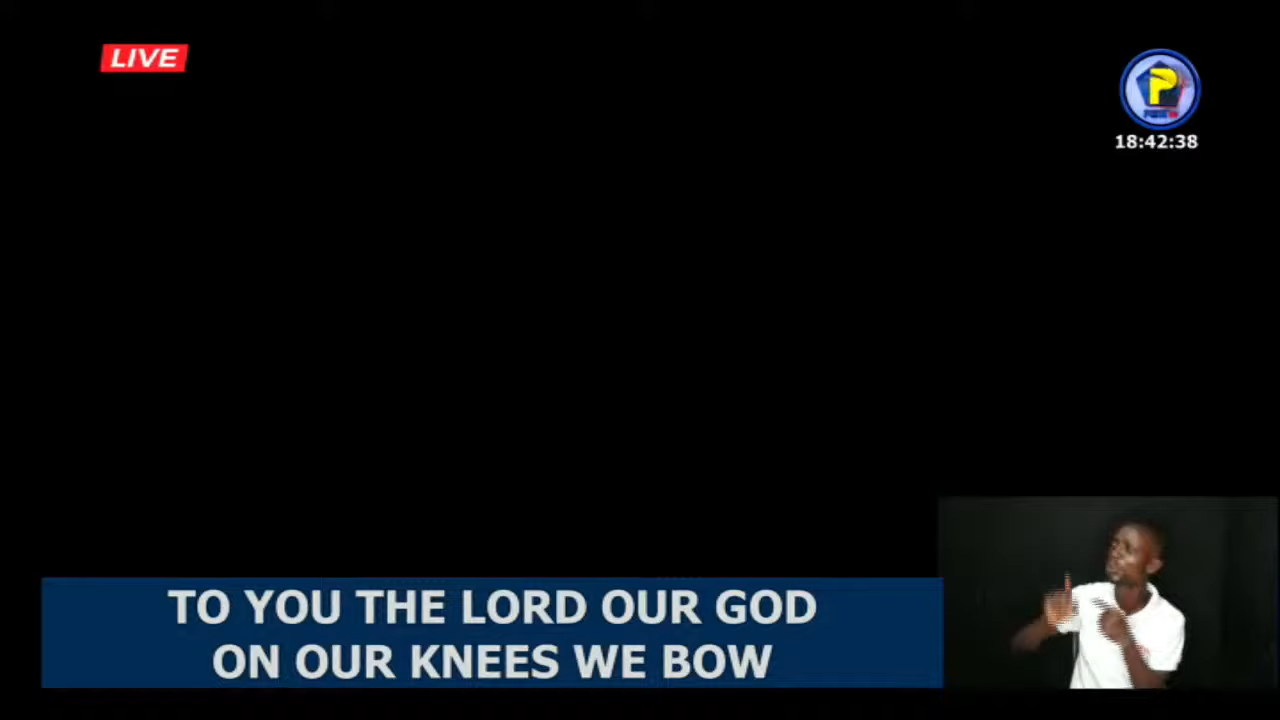 LIVE
P
18:42:38
TO YOU THE LORD OUR GOD
ON OUR KNEES WE BOW